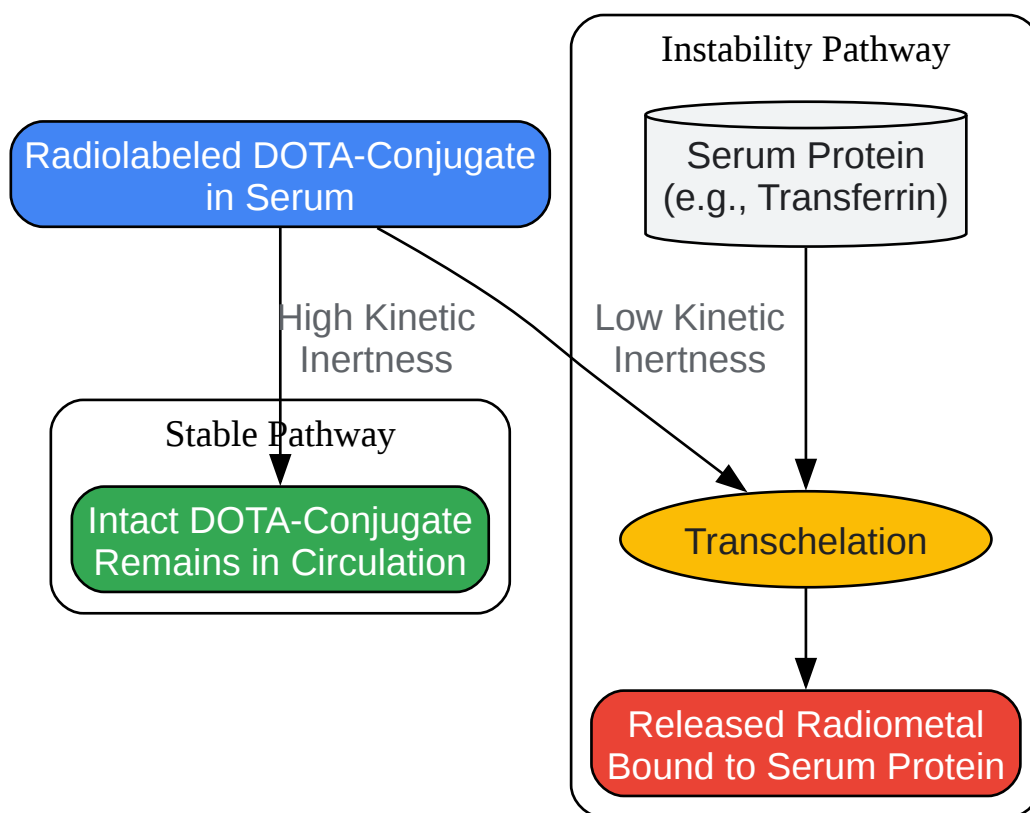 Instability Pathway
Radiolabeled DOTA-Conjugate
in Serum
Serum Protein
(e.g., Transferrin)
High Kinetic
Inertness
Low Kinetic
Inertness
Stable Pathway
Intact DOTA-Conjugate
Remains in Circulation
Transchelation
Released Radiometal
Bound to Serum Protein